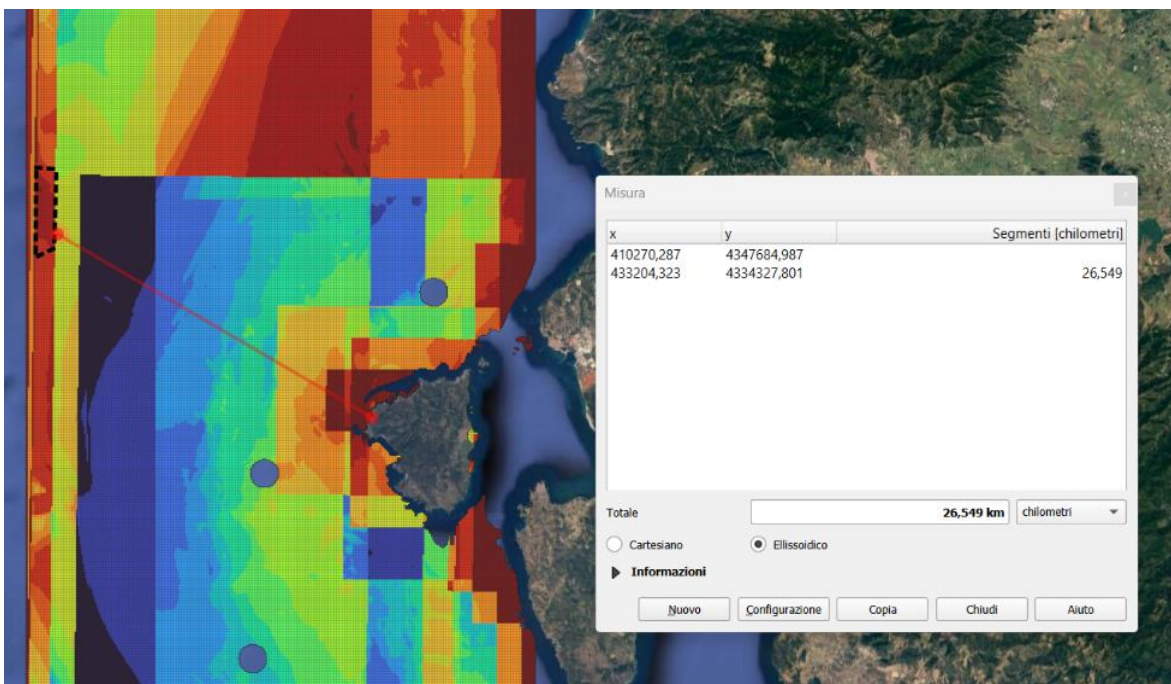 Misura
x y Segmenti [chilometri]
410270,287 4347684,987
433204,323 4334327,801 26,549
Totale 26,549 km chilometri
Cartesiano Ellissoidico
Informazioni
Nuovo Configurazione Copia Chiudi Aiuto